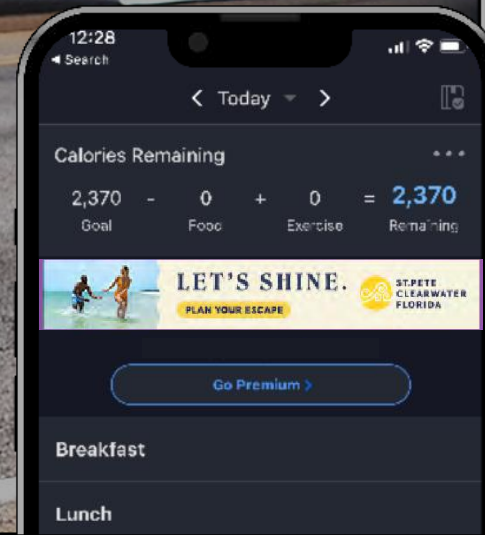 12:28
◀ Search
Today
Calories Remaining
2,370 - 0 + 0 = 2,370
Goal Food Exercise Remaining
LET'S SHINE.
PLAN YOUR ESCAPE
ST.PETE
CLEARWATER
FLORIDA
Go Premium >
Breakfast
Lunch